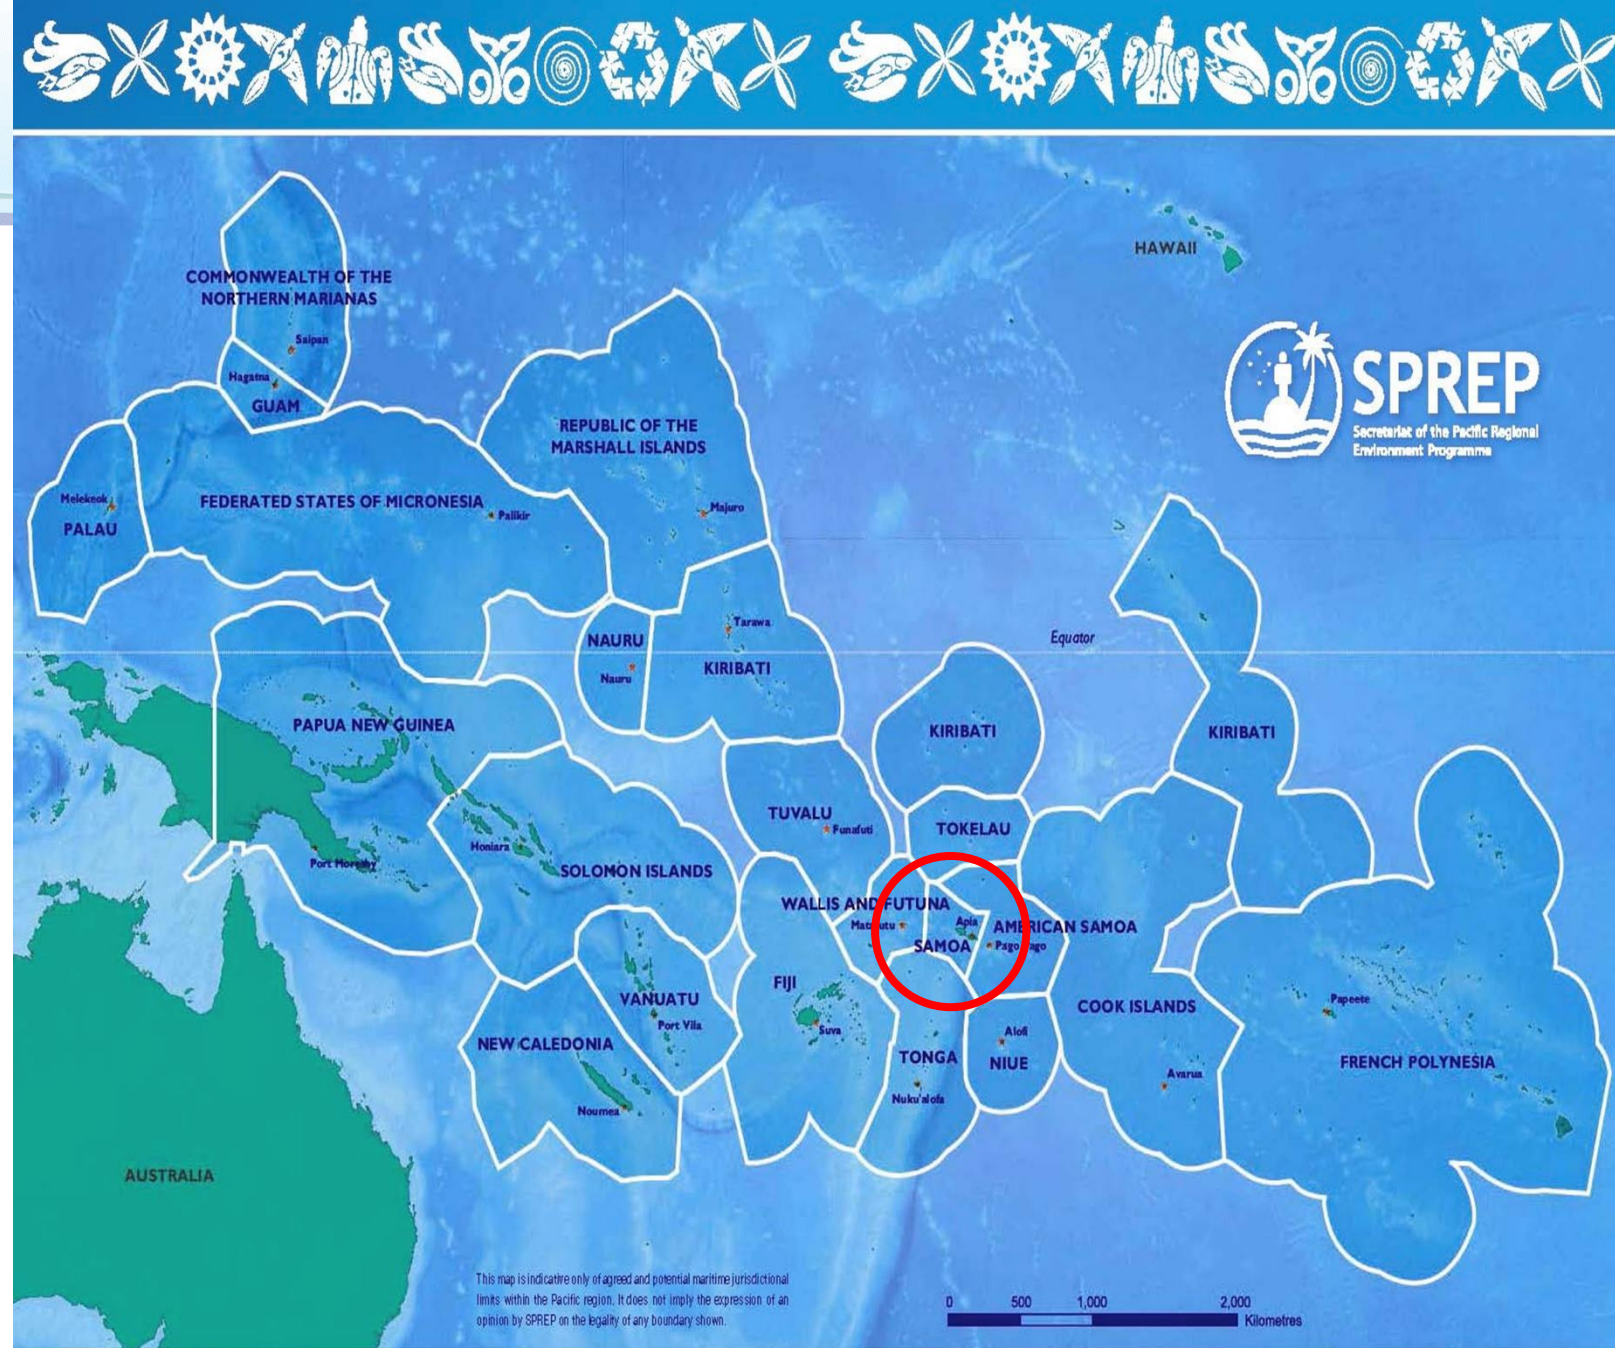 HAWAII
COMMONWEALTH OF THE
NORTHERN MARIANAS
Saipan
Hagatna
GUAM
SPREP
Secretariat of the Pacific Regional
Environment Programme
REPUBLIC OF THE
MARSHALL ISLANDS
Majuro
FEDERATED STATES OF MICRONESIA
Palikir
Melekeok
PALAU
Tarawa
NAURU
Nauru
KIRIBATI
Equator
PAPUA NEW GUINEA
KIRIBATI
KIRIBATI
TUVALU
Funafuti
TOKELAU
Honiara
Port Moresby
SOLOMON ISLANDS
WALLIS AND FUTUNA
Apia
AMERICAN SAMOA
SAMOA
FIJI
Suva
VANUATU
Port Vila
NEW CALEDONIA
Noumea
COOK ISLANDS
Avarua
Alofi
NIUE
TONGA
Nuku'alofa
Papeete
FRENCH POLYNESIA
AUSTRALIA
This map is indicative only of agreed and potential maritime jurisdictional
limits within the Pacific region. It does not imply the expression of an
opinion by SPREP on the legality of any boundary shown.
0 500 1,000 2,000
Kilometres